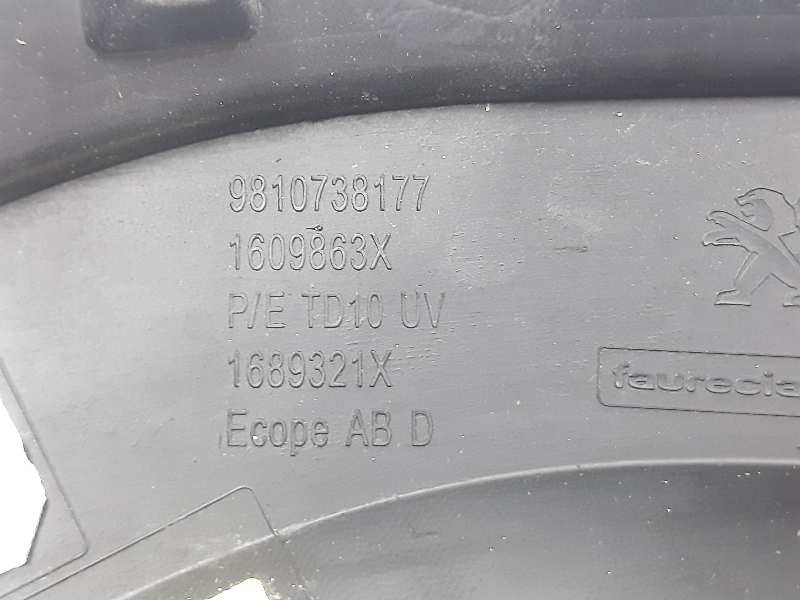 9810738177
1609863X
P/E TD10 UV
1689321X
Ecope AB D
faurecia